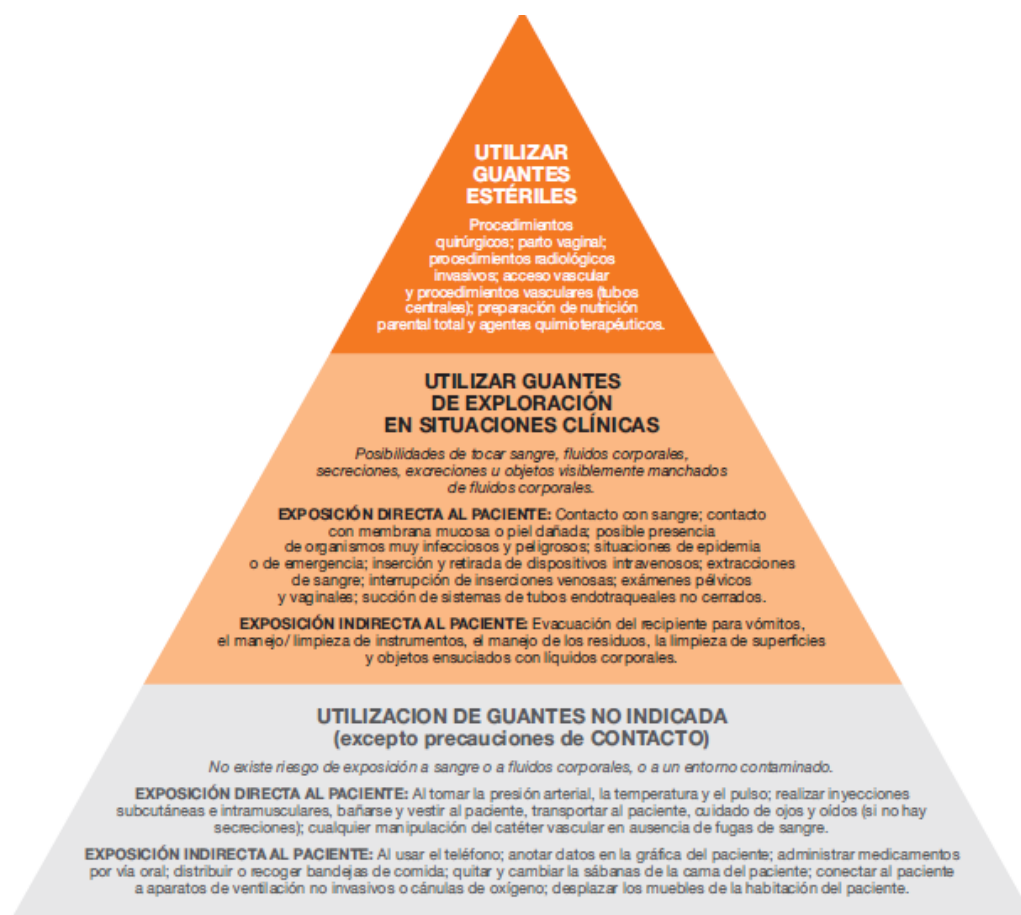 UTILIZAR
GUANTES
ESTÉRILES
Procedimientos
quirúrgicos; parto vaginal;
procedimientos radiológicos
invasivos; acceso vascular
y procedimientos vasculares (tubos
centrales); preparación de nutrición
parental total y agentes quimioterapéuticos.
UTILIZAR GUANTES
DE EXPLORACIÓN
EN SITUACIONES CLÍNICAS
Posibilidades de tocar sangre, fluidos corporales,
secreciones, excreciones u objetos visiblemente manchados
de fluidos corporales.
EXPOSICIÓN DIRECTA AL PACIENTE: Contacto con sangre; contacto
con membrana mucosa o piel dañada; posible presencia
de organismos muy infecciosos y peligrosos; situaciones de epidemia
o de emergencia; inserción y retirada de dispositivos intravenosos; extracciones
de sangre; interrupción de inserciones venosas; exámenes pélvicos
y vaginales; succión de sistemas de tubos endotraqueales no cerrados.
EXPOSICIÓN INDIRECTA AL PACIENTE: Evacuación del recipiente para vómitos,
el manejo/ limpieza de instrumentos, el manejo de los residuos, la limpieza de superficies
y objetos ensuciados con líquidos corporales.
UTILIZACION DE GUANTES NO INDICADA
(excepto precauciones de CONTACTO)
No existe riesgo de exposición a sangre o a fluidos corporales, o a un entorno contaminado.
EXPOSICIÓN DIRECTA AL PACIENTE: Al tomar la presión arterial, la temperatura y el pulso; realizar inyecciones
subcutáneas e intramusculares, bañarse y vestir al paciente, transportar al paciente, cuidado de ojos y oídos (si no hay
secreciones); cualquier manipulación del catéter vascular en ausencia de fugas de sangre.
EXPOSICIÓN INDIRECTA AL PACIENTE: Al usar el teléfono; anotar datos en la gráfica del paciente; administrar medicamentos
por vía oral; distribuir o recoger bandejas de comida; quitar y cambiar la sábanas de la cama del paciente; conectar al paciente
a aparatos de ventilación no invasivos o cánulas de oxígeno; desplazar los muebles de la habitación del paciente.